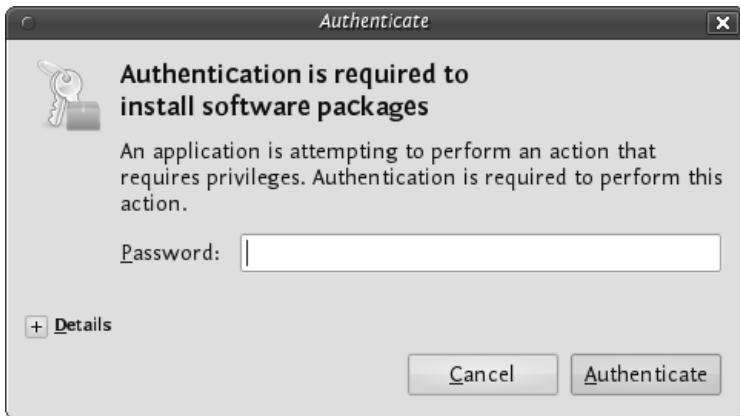 Authenticate
Authentication is required to
install software packages
An application is attempting to perform an action that
requires privileges. Authentication is required to perform this
action.
Password:
Details
Cancel
Authenticate